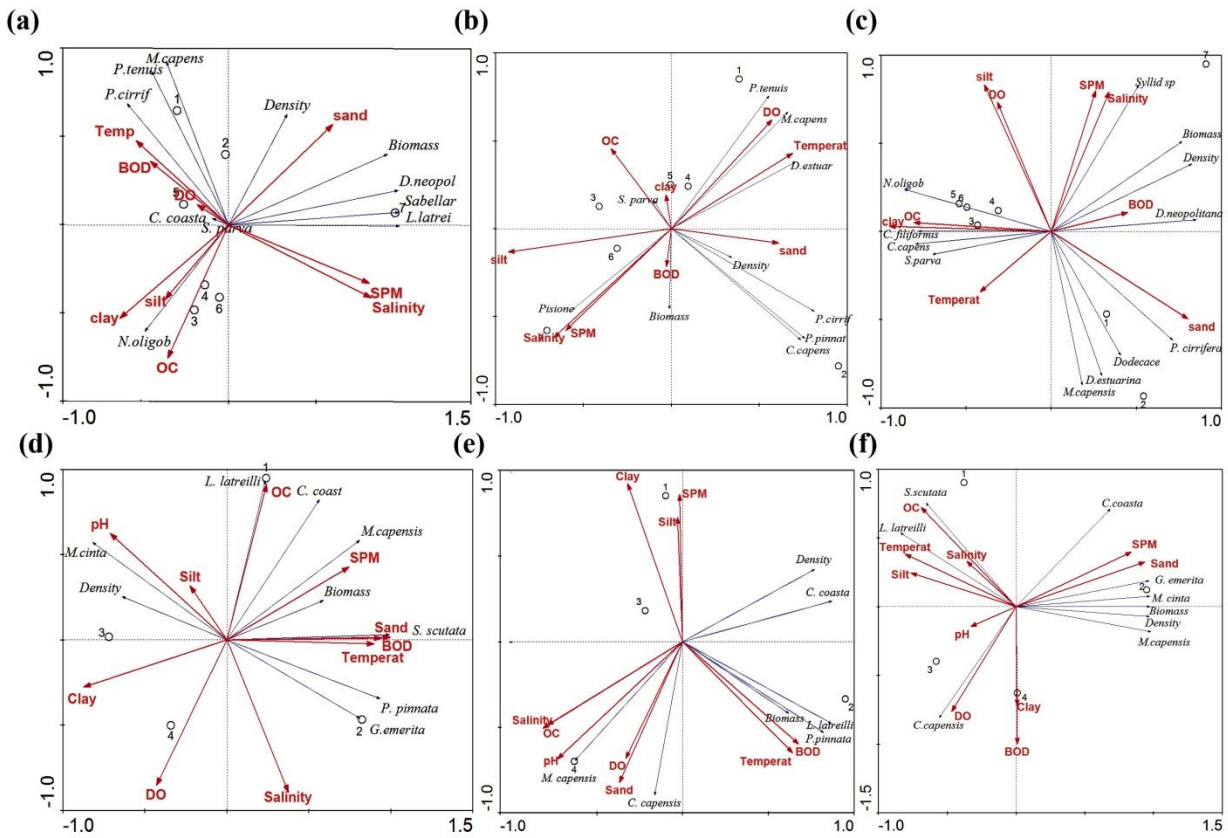 (a)
1.0
M.capens
P.tenuis
P.cirrif
1
Density
sand
Temp
2
Biomass
BOD
D.neopol
5
DO
Sabellar
7
C. coasta
L.latrei
S. parva
SPM
silt
4
Salinity
clay
6
3
N.oligob
OC
-1.0
-1.0
1.5
(b)
1.0
1
P.tenuis
DO
M.capens
OC
Temperat
5
4
D.estuar
clay
3
S. parva
6
sand
silt
Density
BOD
Pisione
Biomass
P.cirrif
SPM
Salinity
P.pinnat
C.capens
2
-1.0
-1.0
1.0
(c)
1.0
7
silt
SPM
Syllid sp
DO
Salinity
Biomass
Density
N.oligob
5
6
4
BOD
D.neopolitana
OC
clay
3
C. filiformis
C.capens
S.parva
Temperat
1
sand
P. cirrifera
Dodecace
D.estuarina
M.capensis
2
-1.0
-1.0
1.0
(d)
1.0
1
L. latreilli
OC
C. coast
pH
M.capensis
M.cinta
SPM
Silt
Density
Biomass
3
Sand
S. scutata
BOD
Temperat
Clay
P. pinnata
4
2
G.emerita
DO
Salinity
-1.0
-1.0
1.5
(e)
1.0
Clay
1
SPM
Silt
Density
3
C. coasta
2
Salinity
Biomass
L. latreilli
OC
P.pinnata
BOD
pH
Temperat
4
DO
M. capensis
Sand
C. capensis
-1.0
-1.0
1.0
(f)
1.0
1
S.scutata
C.coasta
OC
L. latreilli
Temperat
SPM
Salinity
Sand
Silt
G. emerita
2
M. cinta
Biomass
pH
Density
M.capensis
3
4
Clay
C.capensis
DO
BOD
-1.5
-1.0
1.0